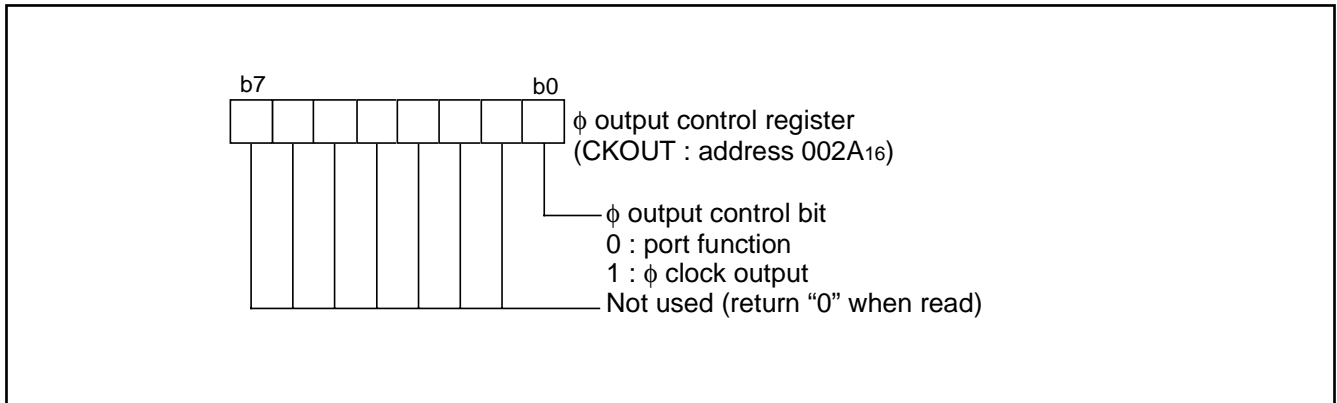 b7 b0
ϕ output control register
(CKOUT : address 002A16)
ϕ output control bit
0 : port function
1 : ϕ clock output
Not used (return “0” when read)